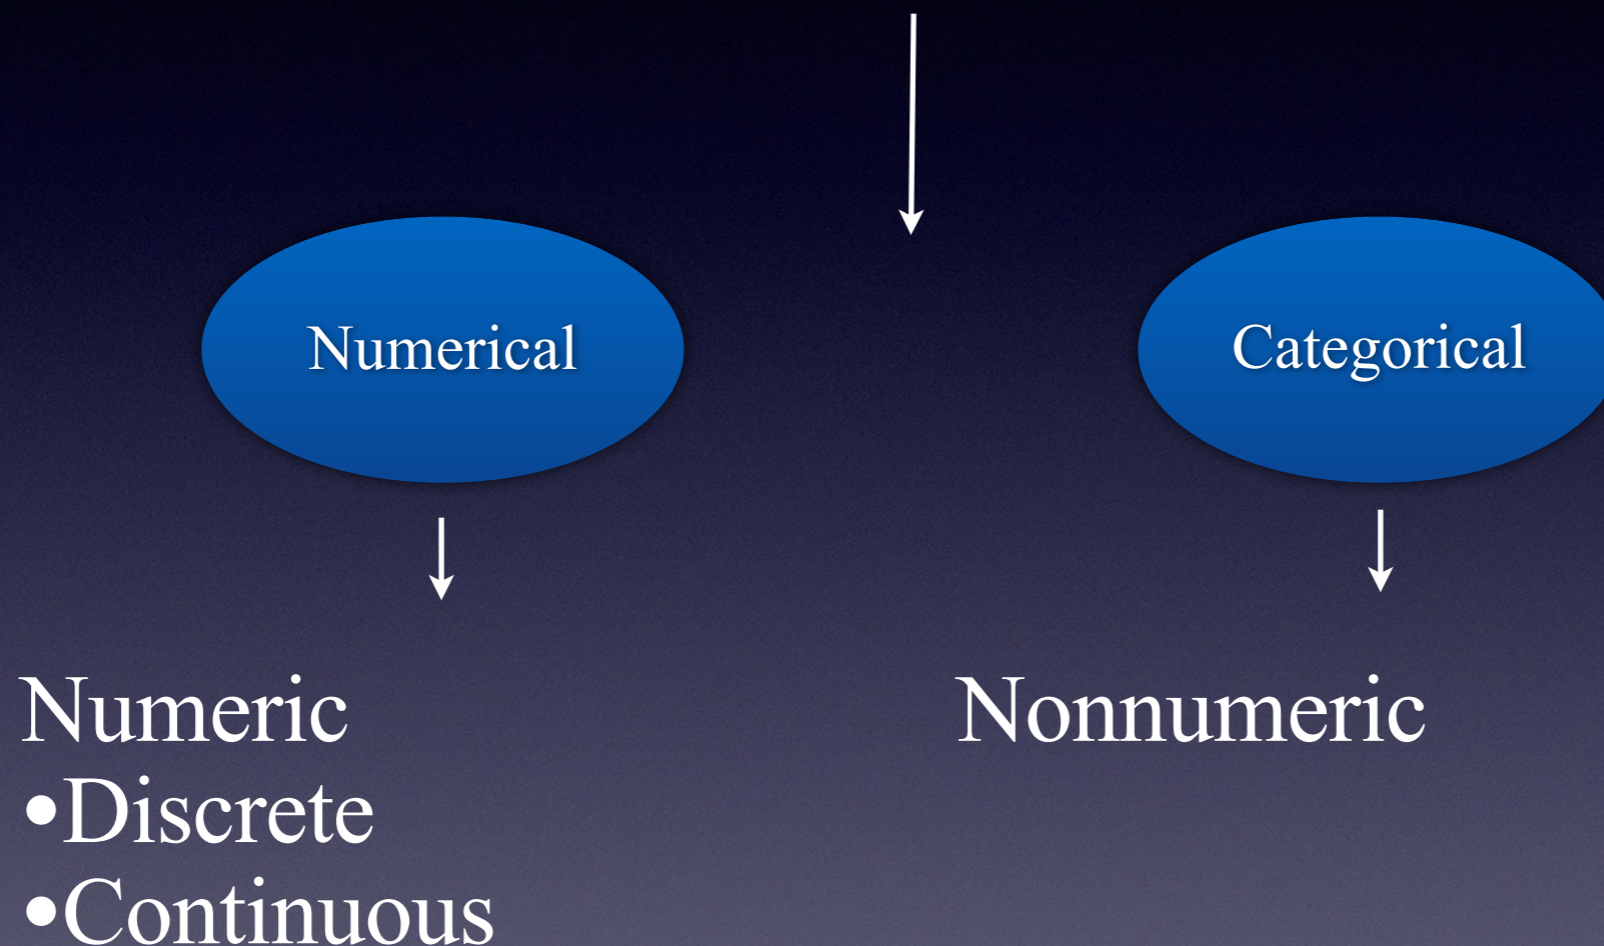 Numerical
Categorical
Numeric
•Discrete
•Continuous
Nonnumeric